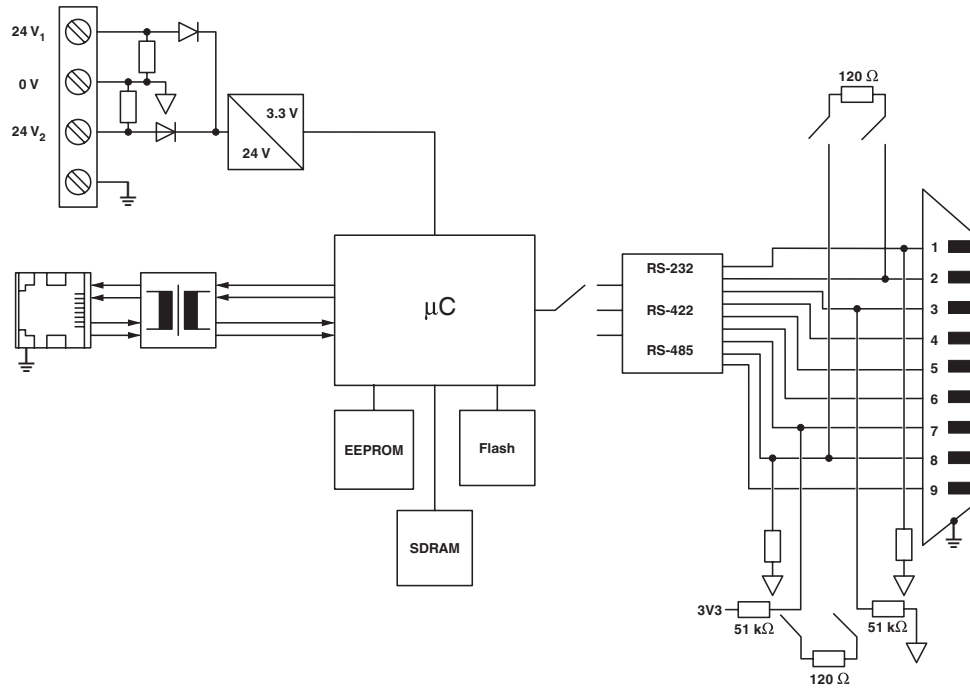 24 V1
0 V
24 V2
3.3 V
24 V
120 Ω
μC
EEPROM
Flash
SDRAM
RS-232
RS-422
RS-485
1
2
3
4
5
6
7
8
9
3V3
51 kΩ
51 kΩ
120 Ω